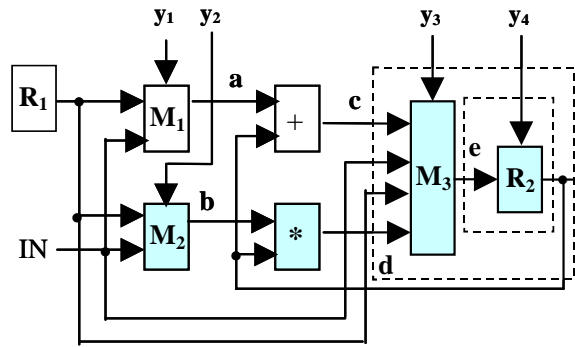 y₁ y₂ y₃ y₄
R₁ M₁ a + c
M₃ e R₂
M₂ b *
IN d